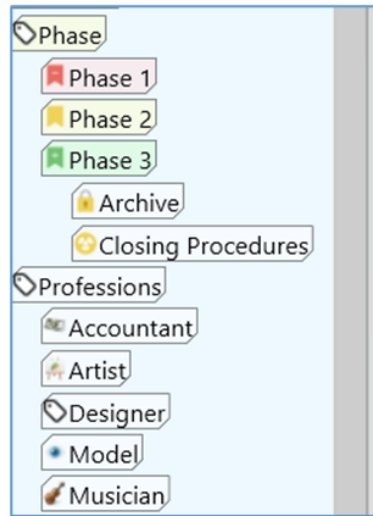 Phase
Phase 1
Phase 2
Phase 3
Archive
Closing Procedures
Professions
Accountant
Artist
Designer
Model
Musician